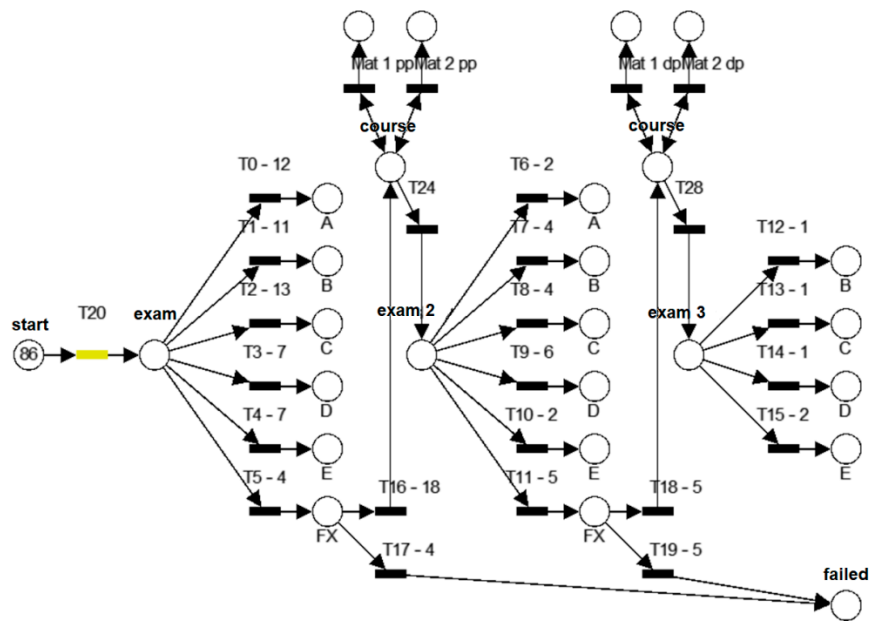 Mat 1 pp
Mat 2 pp
Mat 1 dp
Mat 2 dp
course
course
T0 - 12
T6 - 2
T24
T28
A
A
T1 - 11
T7 - 4
T12 - 1
B
B
B
T2 - 13
T8 - 4
T13 - 1
T20
exam
exam 2
exam 3
start
C
C
C
86
T3 - 7
T9 - 6
T14 - 1
D
D
D
T4 - 7
T10 - 2
T15 - 2
E
E
E
T5 - 4
T16 - 18
T11 - 5
T18 - 5
FX
FX
T17 - 4
T19 - 5
failed